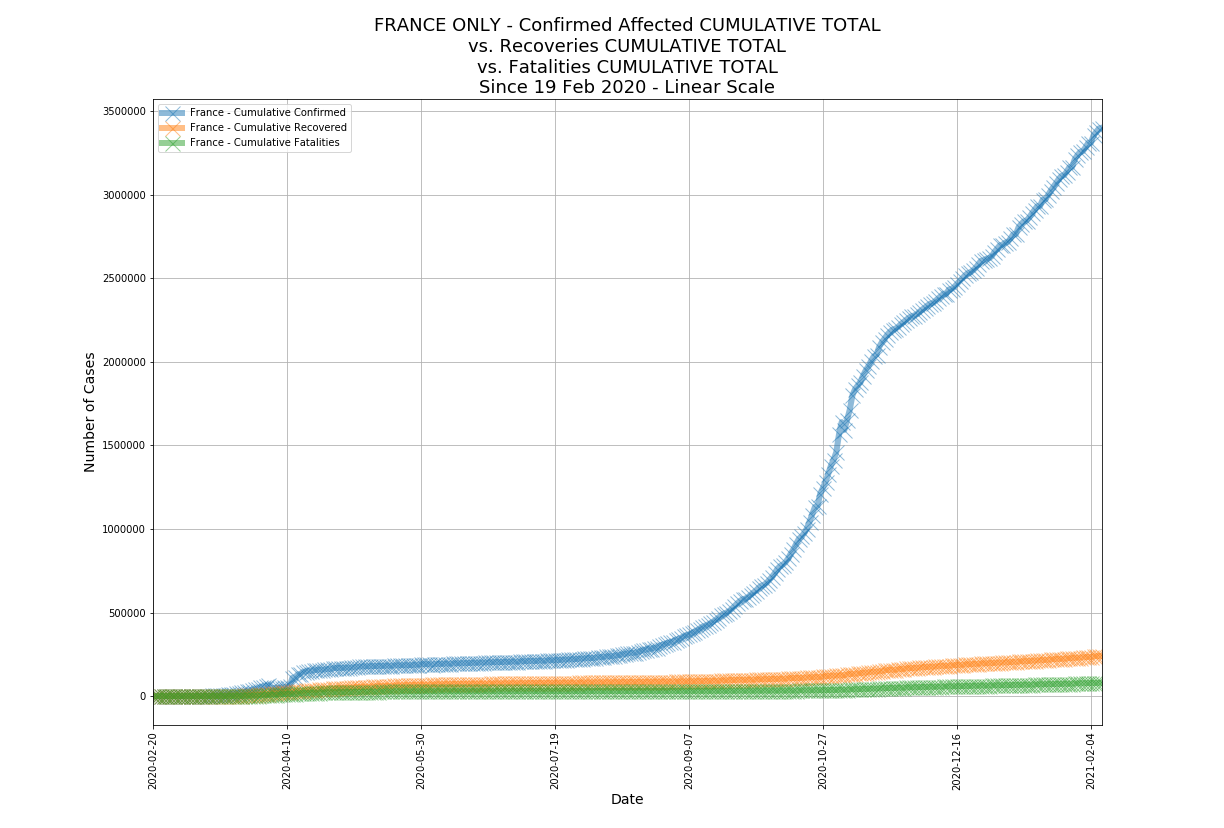 FRANCE ONLY - Confirmed Affected CUMULATIVE TOTAL
vs. Recoveries CUMULATIVE TOTAL
vs. Fatalities CUMULATIVE TOTAL
Since 19 Feb 2020 - Linear Scale
France - Cumulative Confirmed
France - Cumulative Recovered
France - Cumulative Fatalities
Number of Cases
3500000
3000000
2500000
2000000
1500000
1000000
500000
0
2020-02-20
2020-04-10
2020-05-30
2020-07-19
2020-09-07
2020-10-27
2020-12-16
2021-02-04
Date